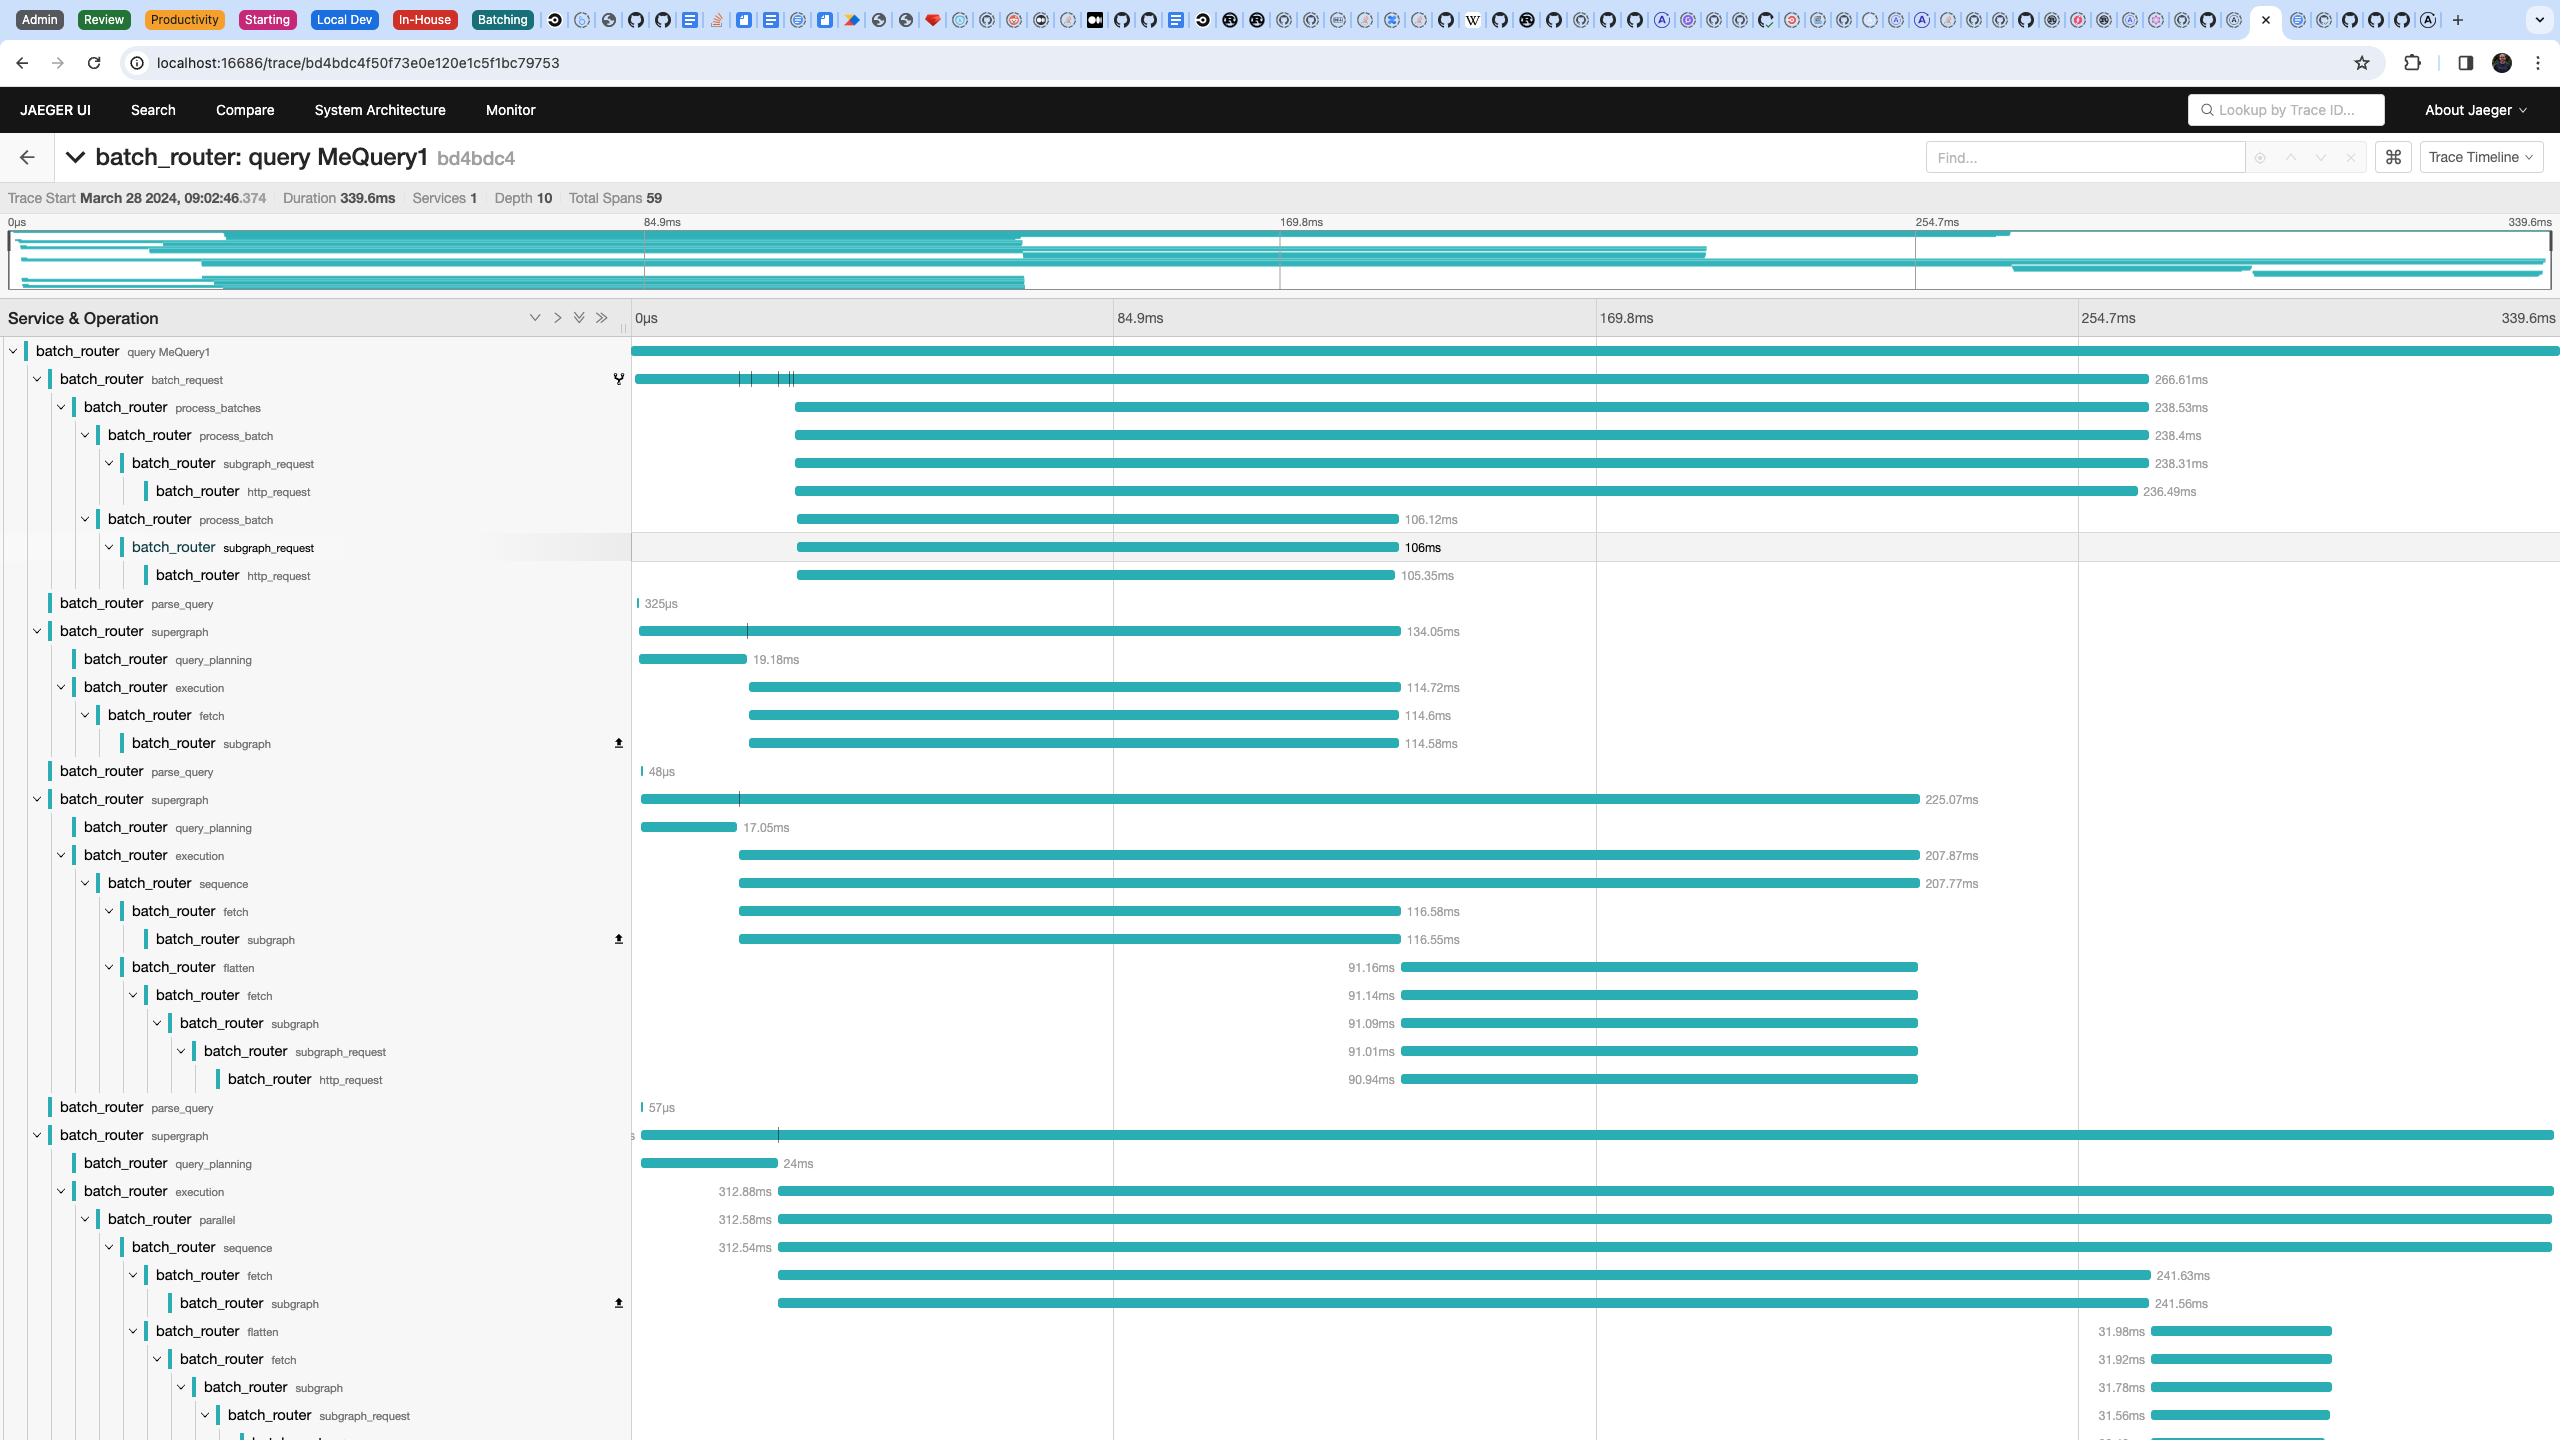 Admin Review Productivity Starting Local Dev In-House Batching
localhost:16686/trace/bd4bdc4f50f73e0e120e1c5f1bc79753
JAEGER UI Search Compare System Architecture Monitor Lookup by Trace ID... About Jaeger
batch_router: query MeQuery1 bd4bdc4 Find... Trace Timeline
Trace Start March 28 2024, 09:02:46.374 Duration 339.6ms Services 1 Depth 10 Total Spans 59
0μs 84.9ms 169.8ms 254.7ms 339.6ms
Service & Operation 0μs 84.9ms 169.8ms 254.7ms 339.6ms
batch_router query MeQuery1
batch_router batch_request 266.61ms
batch_router process_batches 238.53ms
batch_router process_batch 238.4ms
batch_router subgraph_request 238.31ms
batch_router http_request 236.49ms
batch_router process_batch 106.12ms
batch_router subgraph_request 106ms
batch_router http_request 105.35ms
batch_router parse_query 325μs
batch_router supergraph 134.05ms
batch_router query_planning 19.18ms
batch_router execution 114.72ms
batch_router fetch 114.6ms
batch_router subgraph 114.58ms
batch_router parse_query 48μs
batch_router supergraph 225.07ms
batch_router query_planning 17.05ms
batch_router execution 207.87ms
batch_router sequence 207.77ms
batch_router fetch 116.58ms
batch_router subgraph 116.55ms
batch_router flatten 91.16ms
batch_router fetch 91.14ms
batch_router subgraph 91.09ms
batch_router subgraph_request 91.01ms
batch_router http_request 90.94ms
batch_router parse_query 57μs
batch_router supergraph
batch_router query_planning 24ms
batch_router execution 312.88ms
batch_router parallel 312.58ms
batch_router sequence 312.54ms
batch_router fetch 241.63ms
batch_router subgraph 241.56ms
batch_router flatten 31.98ms
batch_router fetch 31.92ms
batch_router subgraph 31.78ms
batch_router subgraph_request 31.56ms